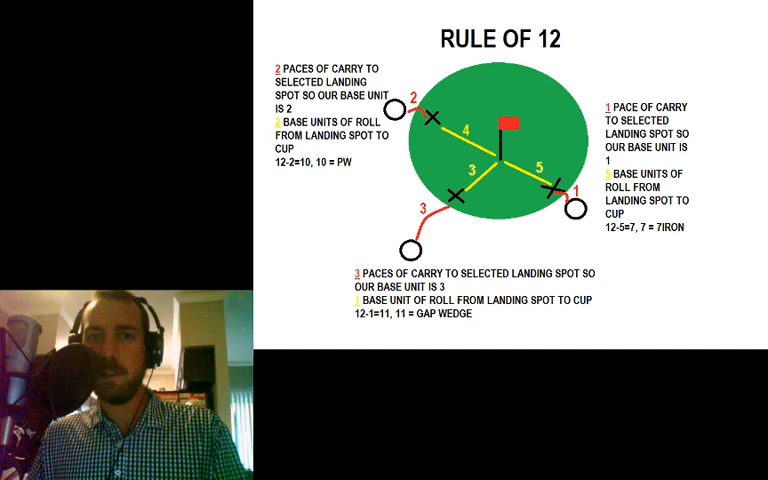 RULE OF 12
2 PACES OF CARRY TO
SELECTED LANDING
SPOT SO OUR BASE UNIT
IS 2
2 BASE UNITS OF ROLL
FROM LANDING SPOT TO
CUP
12-2=10, 10 = PW
2
4
3
5
1
3
1 PACE OF CARRY
TO SELECTED
LANDING SPOT SO
OUR BASE UNIT IS
1
5 BASE UNITS OF
ROLL FROM
LANDING SPOT TO
CUP
12-5=7, 7 = 7IRON
3 PACES OF CARRY TO SELECTED LANDING SPOT SO
OUR BASE UNIT IS 3
1 BASE UNIT OF ROLL FROM LANDING SPOT TO CUP
12-1=11, 11 = GAP WEDGE